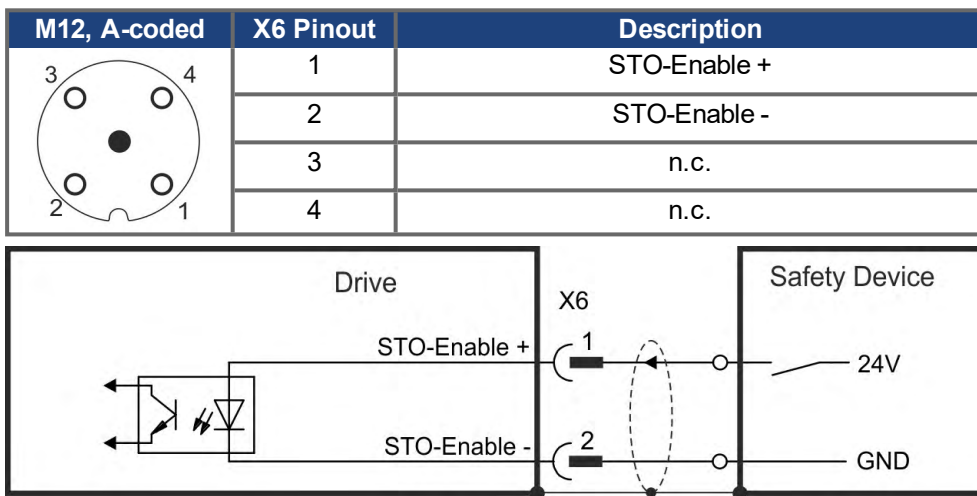 M12, A-coded X6 Pinout Description
3 4
2 1
1 STO-Enable +
2 STO-Enable -
3 n.c.
4 n.c.
Drive X6 Safety Device
STO-Enable + 1 24V
STO-Enable - 2 GND